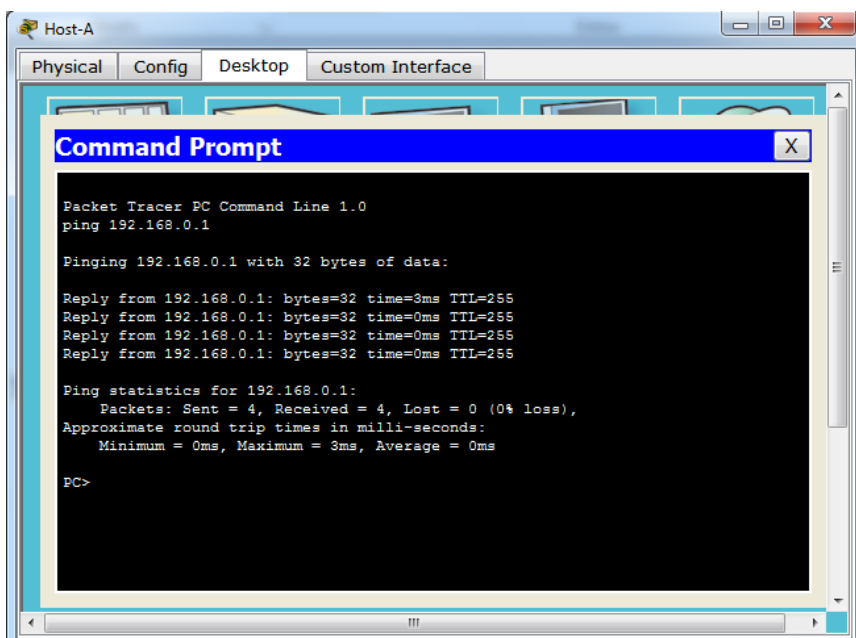 Host-A
Physical Config Desktop Custom Interface
Command Prompt
X
Packet Tracer PC Command Line 1.0
ping 192.168.0.1
Pinging 192.168.0.1 with 32 bytes of data:
Reply from 192.168.0.1: bytes=32 time=3ms TTL=255
Reply from 192.168.0.1: bytes=32 time=0ms TTL=255
Reply from 192.168.0.1: bytes=32 time=0ms TTL=255
Reply from 192.168.0.1: bytes=32 time=0ms TTL=255
Ping statistics for 192.168.0.1:
Packets: Sent = 4, Received = 4, Lost = 0 (0% loss),
Approximate round trip times in milli-seconds:
Minimum = 0ms, Maximum = 3ms, Average = 0ms
PC>